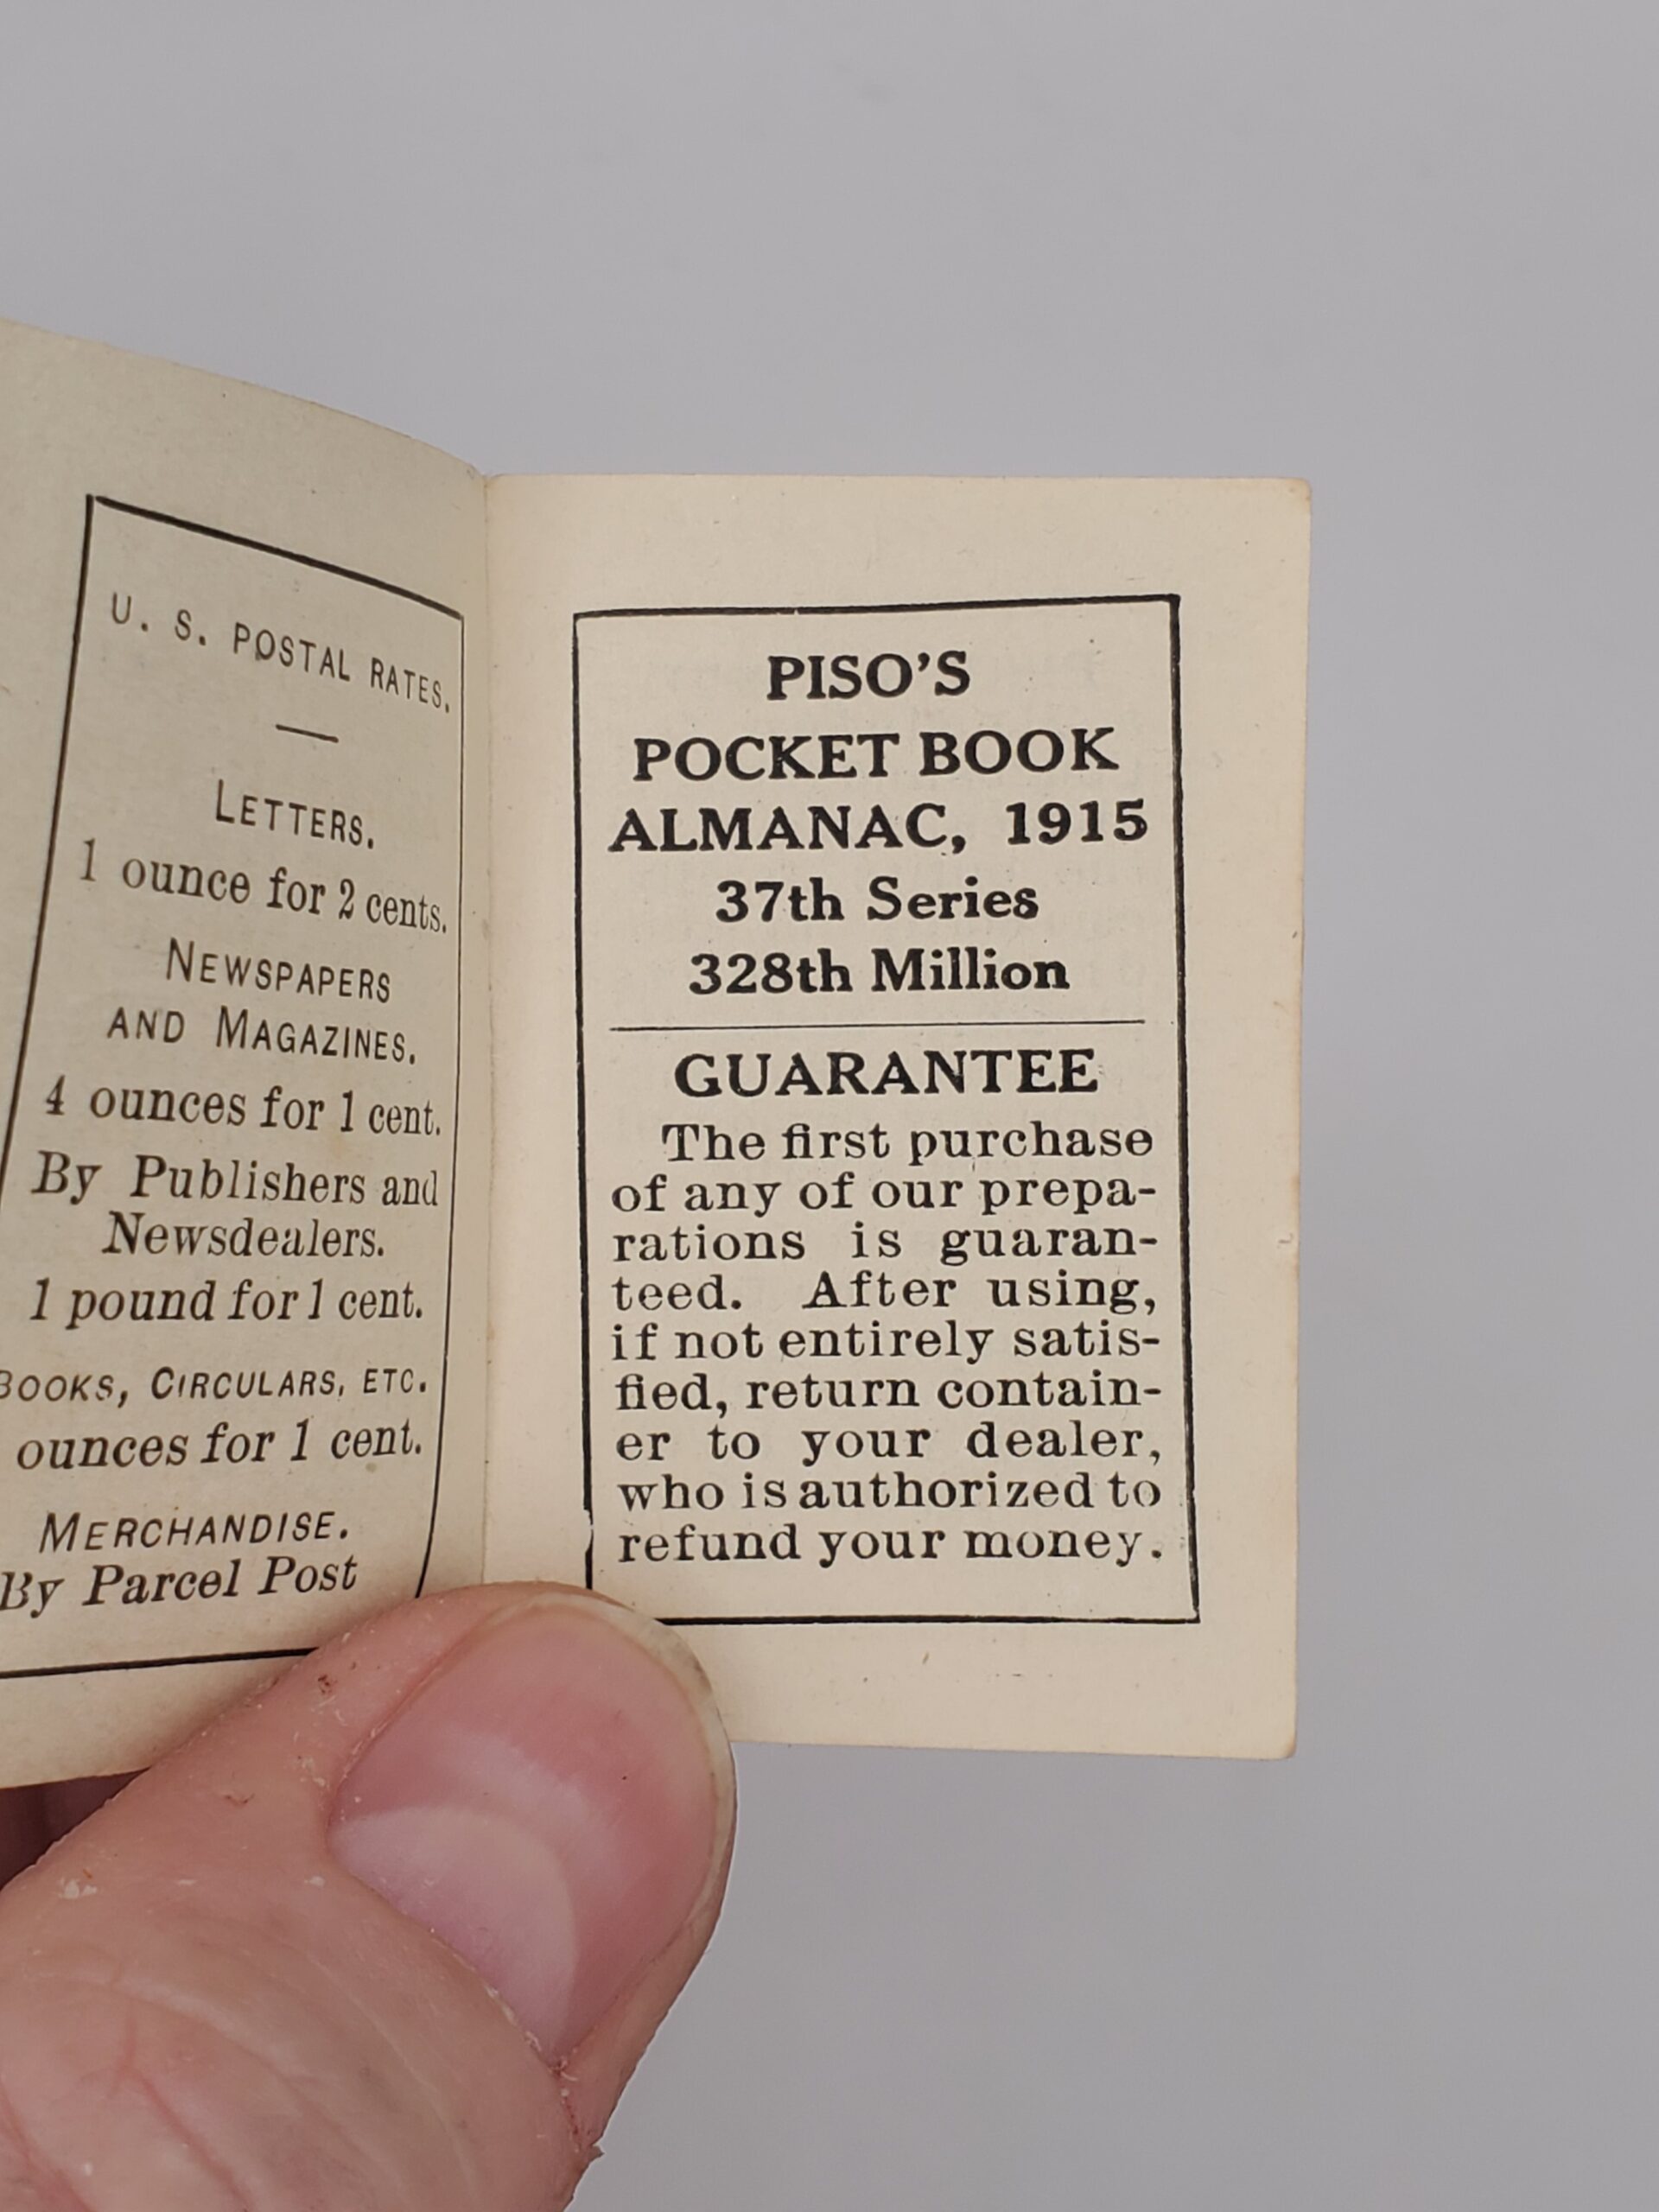 U. S. POSTAL RATES.
LETTERS.
1 ounce for 2 cents.
NEWSPAPERS
AND MAGAZINES.
4 ounces for 1 cent.
By Publishers and
Newsdealers.
1 pound for 1 cent.
BOOKS, CIRCULARS, ETC.
ounces for 1 cent.
MERCHANDISE.
By Parcel Post
PISO'S
POCKET BOOK
ALMANAC, 1915
37th Series
328th Million
GUARANTEE
The first purchase
of any of our prepa-
rations is guaran-
teed. After using,
if not entirely satis-
fied, return contain-
er to your dealer,
who is authorized to
refund your money.